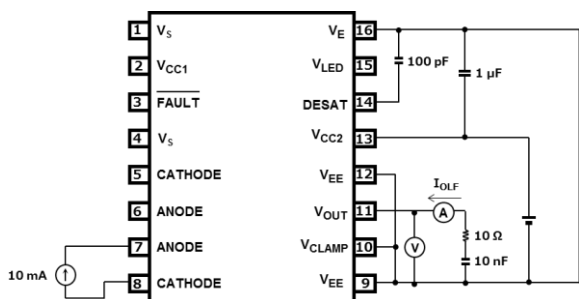 1 VS
2 VCC1
3 FAULT
4 VS
5 CATHODE
6 ANODE
7 ANODE
8 CATHODE
VE 16
VLED 15
DESAT 14
VCC2 13
VEE 12
VOUT 11
VCLAMP 10
VEE 9
100 pF
1 µF
IOLF
A
V
10 Ω
10 nF
10 mA